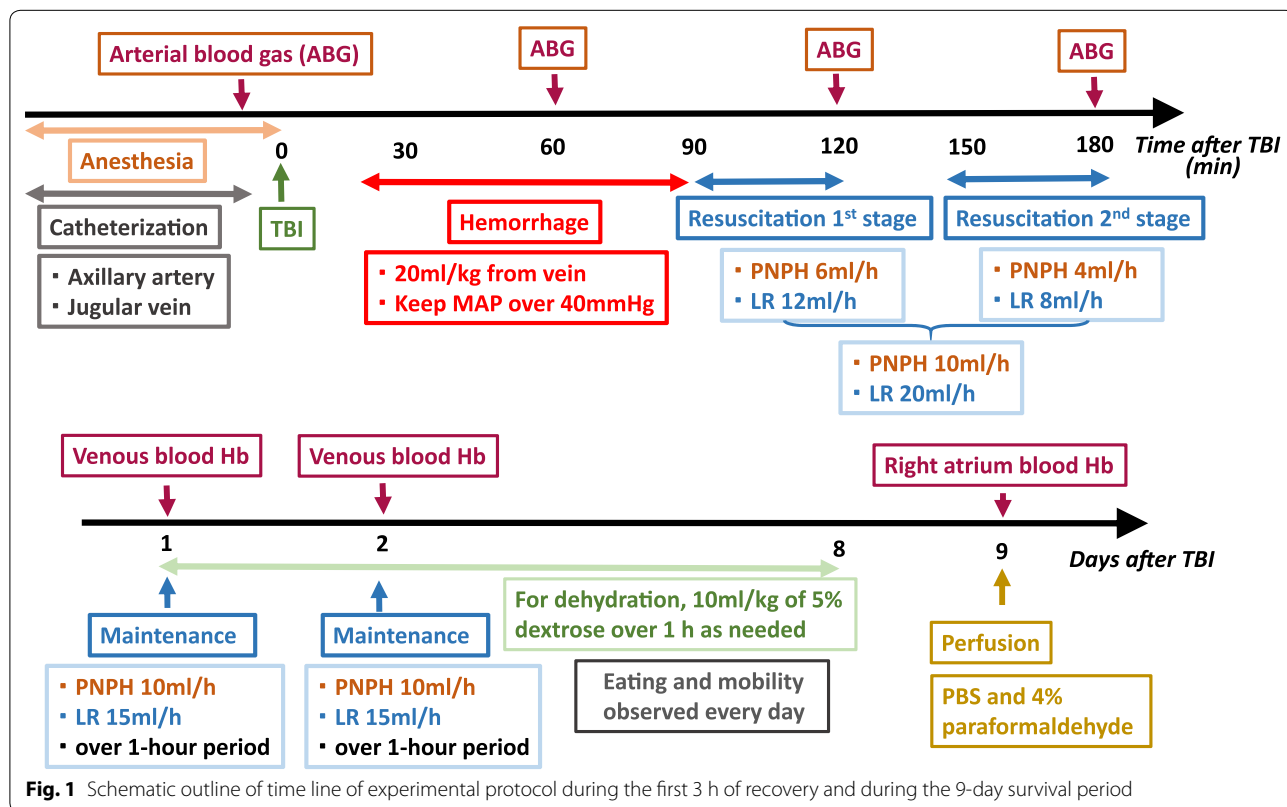 Arterial blood gas (ABG)
ABG
ABG
ABG
Anesthesia
0
30
60
90
120
150
180
Time after TBI
(min)
Catheterization
▪ Axillary artery
▪ Jugular vein
TBI
Hemorrhage
▪ 20ml/kg from vein
▪ Keep MAP over 40mmHg
Resuscitation 1st stage
▪ PNPH 6ml/h
▪ LR 12ml/h
Resuscitation 2nd stage
▪ PNPH 4ml/h
▪ LR 8ml/h
▪ PNPH 10ml/h
▪ LR 20ml/h
Venous blood Hb
Venous blood Hb
Right atrium blood Hb
1
2
8
9
Days after TBI
Maintenance
▪ PNPH 10ml/h
▪ LR 15ml/h
▪ over 1-hour period
Maintenance
▪ PNPH 10ml/h
▪ LR 15ml/h
▪ over 1-hour period
For dehydration, 10ml/kg of 5%
dextrose over 1 h as needed
Eating and mobility
observed every day
Perfusion
PBS and 4%
paraformaldehyde
Fig. 1 Schematic outline of time line of experimental protocol during the first 3 h of recovery and during the 9-day survival period